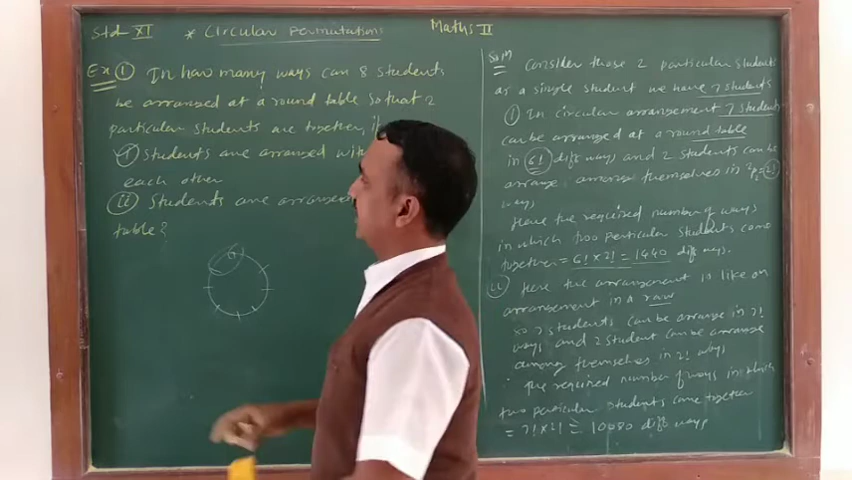 Std XI * Circular Permutations Maths II
Ex ① In how many ways can 8 students
be arranged at a round table so that 2
particular students are together, if
i) Students are arranged with
each other
ii) Students are arranged
table?
Soln Consider those 2 particular students
as a single student we have 7 students
① In circular arrangement 7 students
can be arranged at a round table
in 6! diff ways and 2 students can be
arrange themselves in ²P₂ = 2!
ways
Here the required number of ways
in which two particular students come
together = 6! × 2! = 1440 diff ways.
ii Here the arrangement is like an
arrangement in a raw
so 7 students can be arrange in 7!
ways and 2 student can be arrange
among themselves in 2! ways
the required number of ways in which
two particular students come together
= 7! × 2! = 10080 diff ways